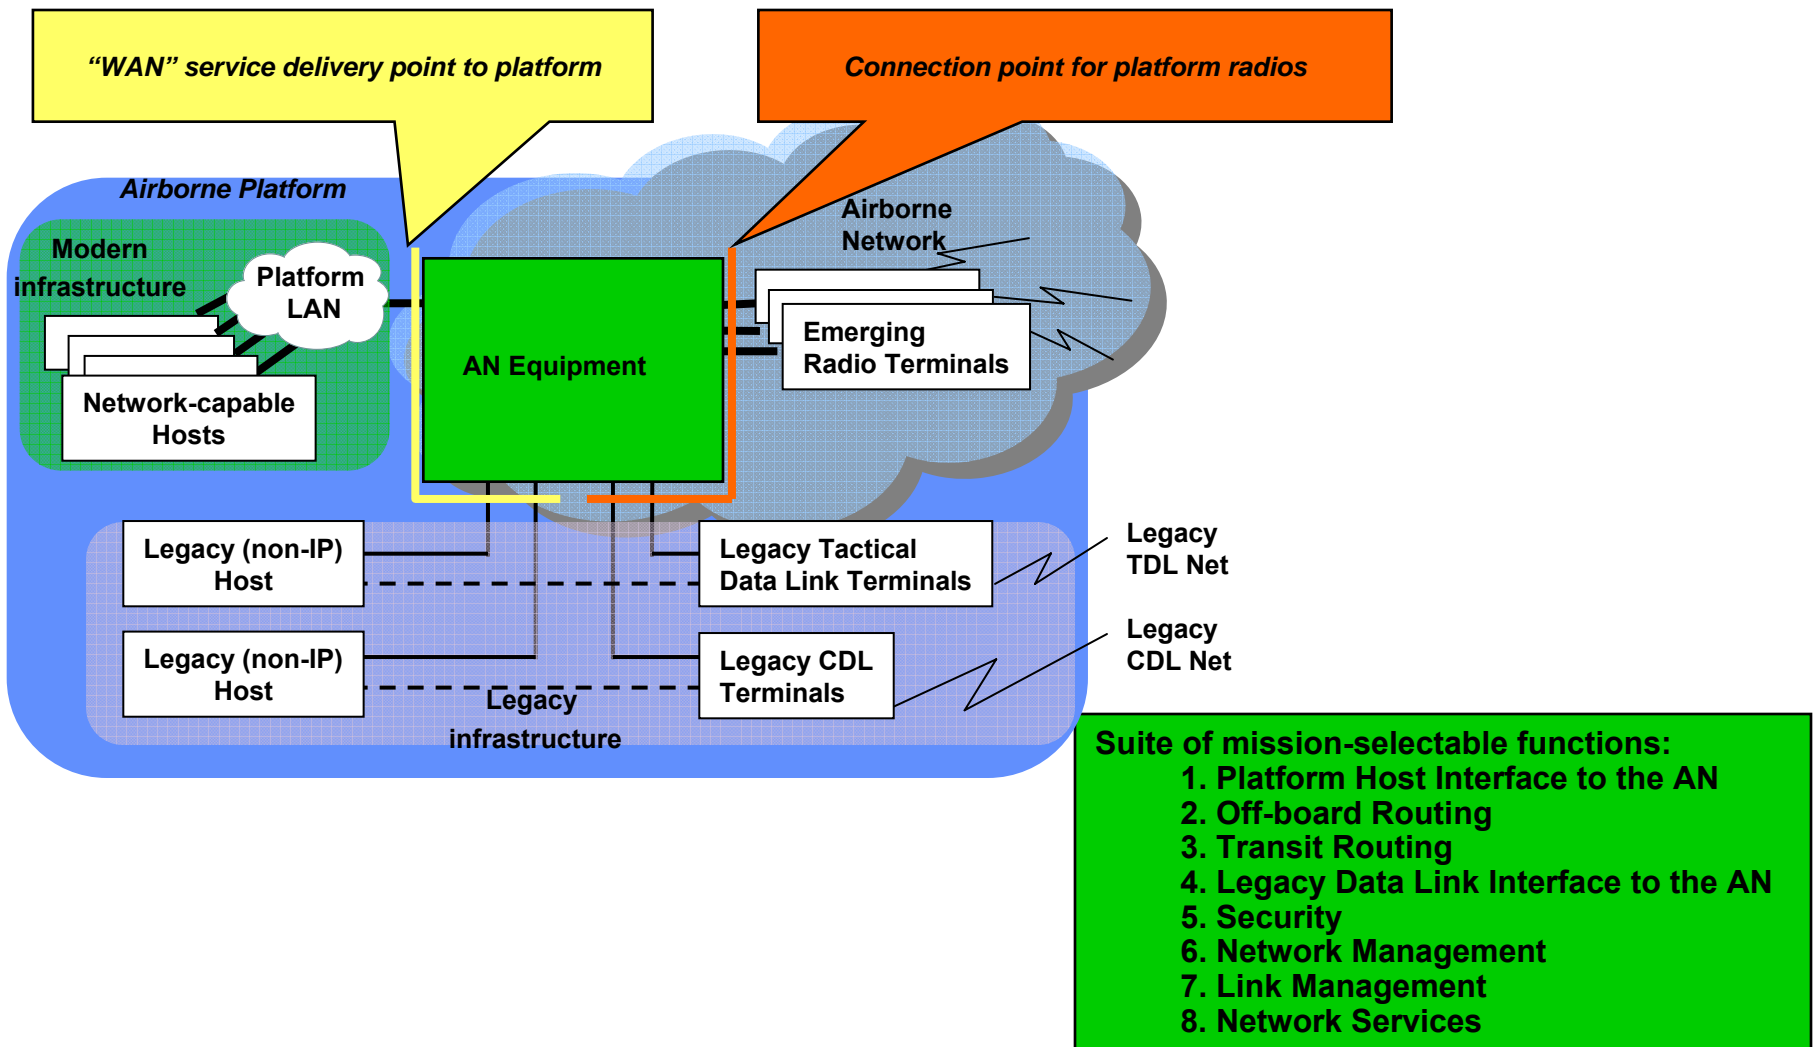 “WAN” service delivery point to platform
Connection point for platform radios
Airborne Platform
Modern
infrastructure
Platform
LAN
Network-capable
Hosts
AN Equipment
Airborne
Network
Emerging
Radio Terminals
Legacy (non-IP)
Host
Legacy Tactical
Data Link Terminals
Legacy
TDL Net
Legacy (non-IP)
Host
Legacy CDL
Terminals
Legacy
CDL Net
Legacy
infrastructure
Suite of mission-selectable functions:
1. Platform Host Interface to the AN
2. Off-board Routing
3. Transit Routing
4. Legacy Data Link Interface to the AN
5. Security
6. Network Management
7. Link Management
8. Network Services